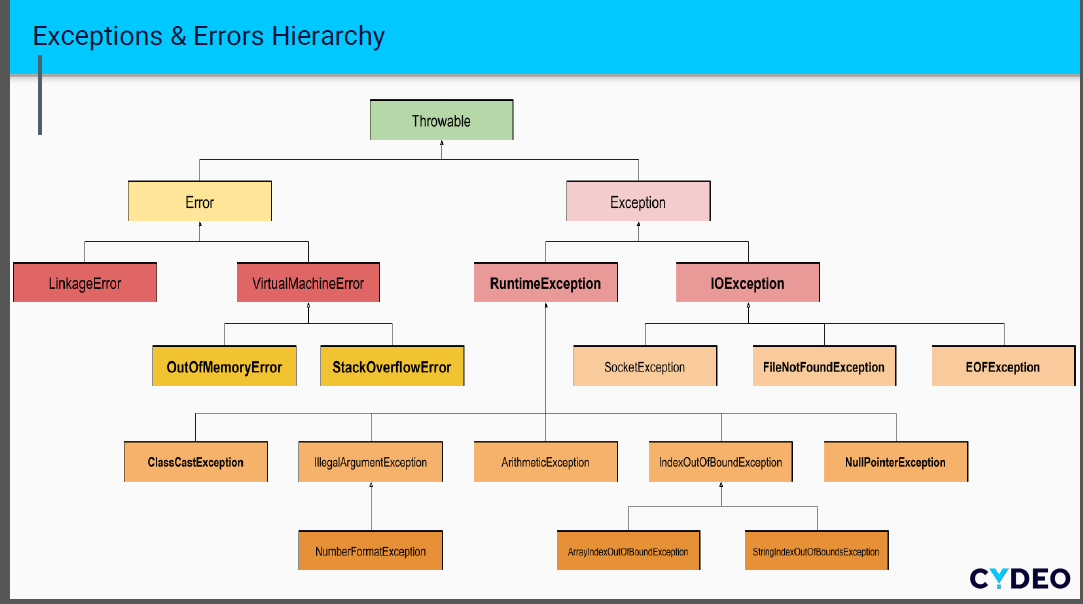 Exceptions & Errors Hierarchy
Throwable
Error
Exception
LinkageError
VirtualMachineError
RuntimeException
IOException
OutOfMemoryError
StackOverflowError
SocketException
FileNotFoundException
EOFException
ClassCastException
IllegalArgumentException
ArithmeticException
IndexOutOfBoundException
NullPointerException
NumberFormatException
ArrayIndexOutOfBoundException
StringIndexOutOfBoundsException
CYDEO